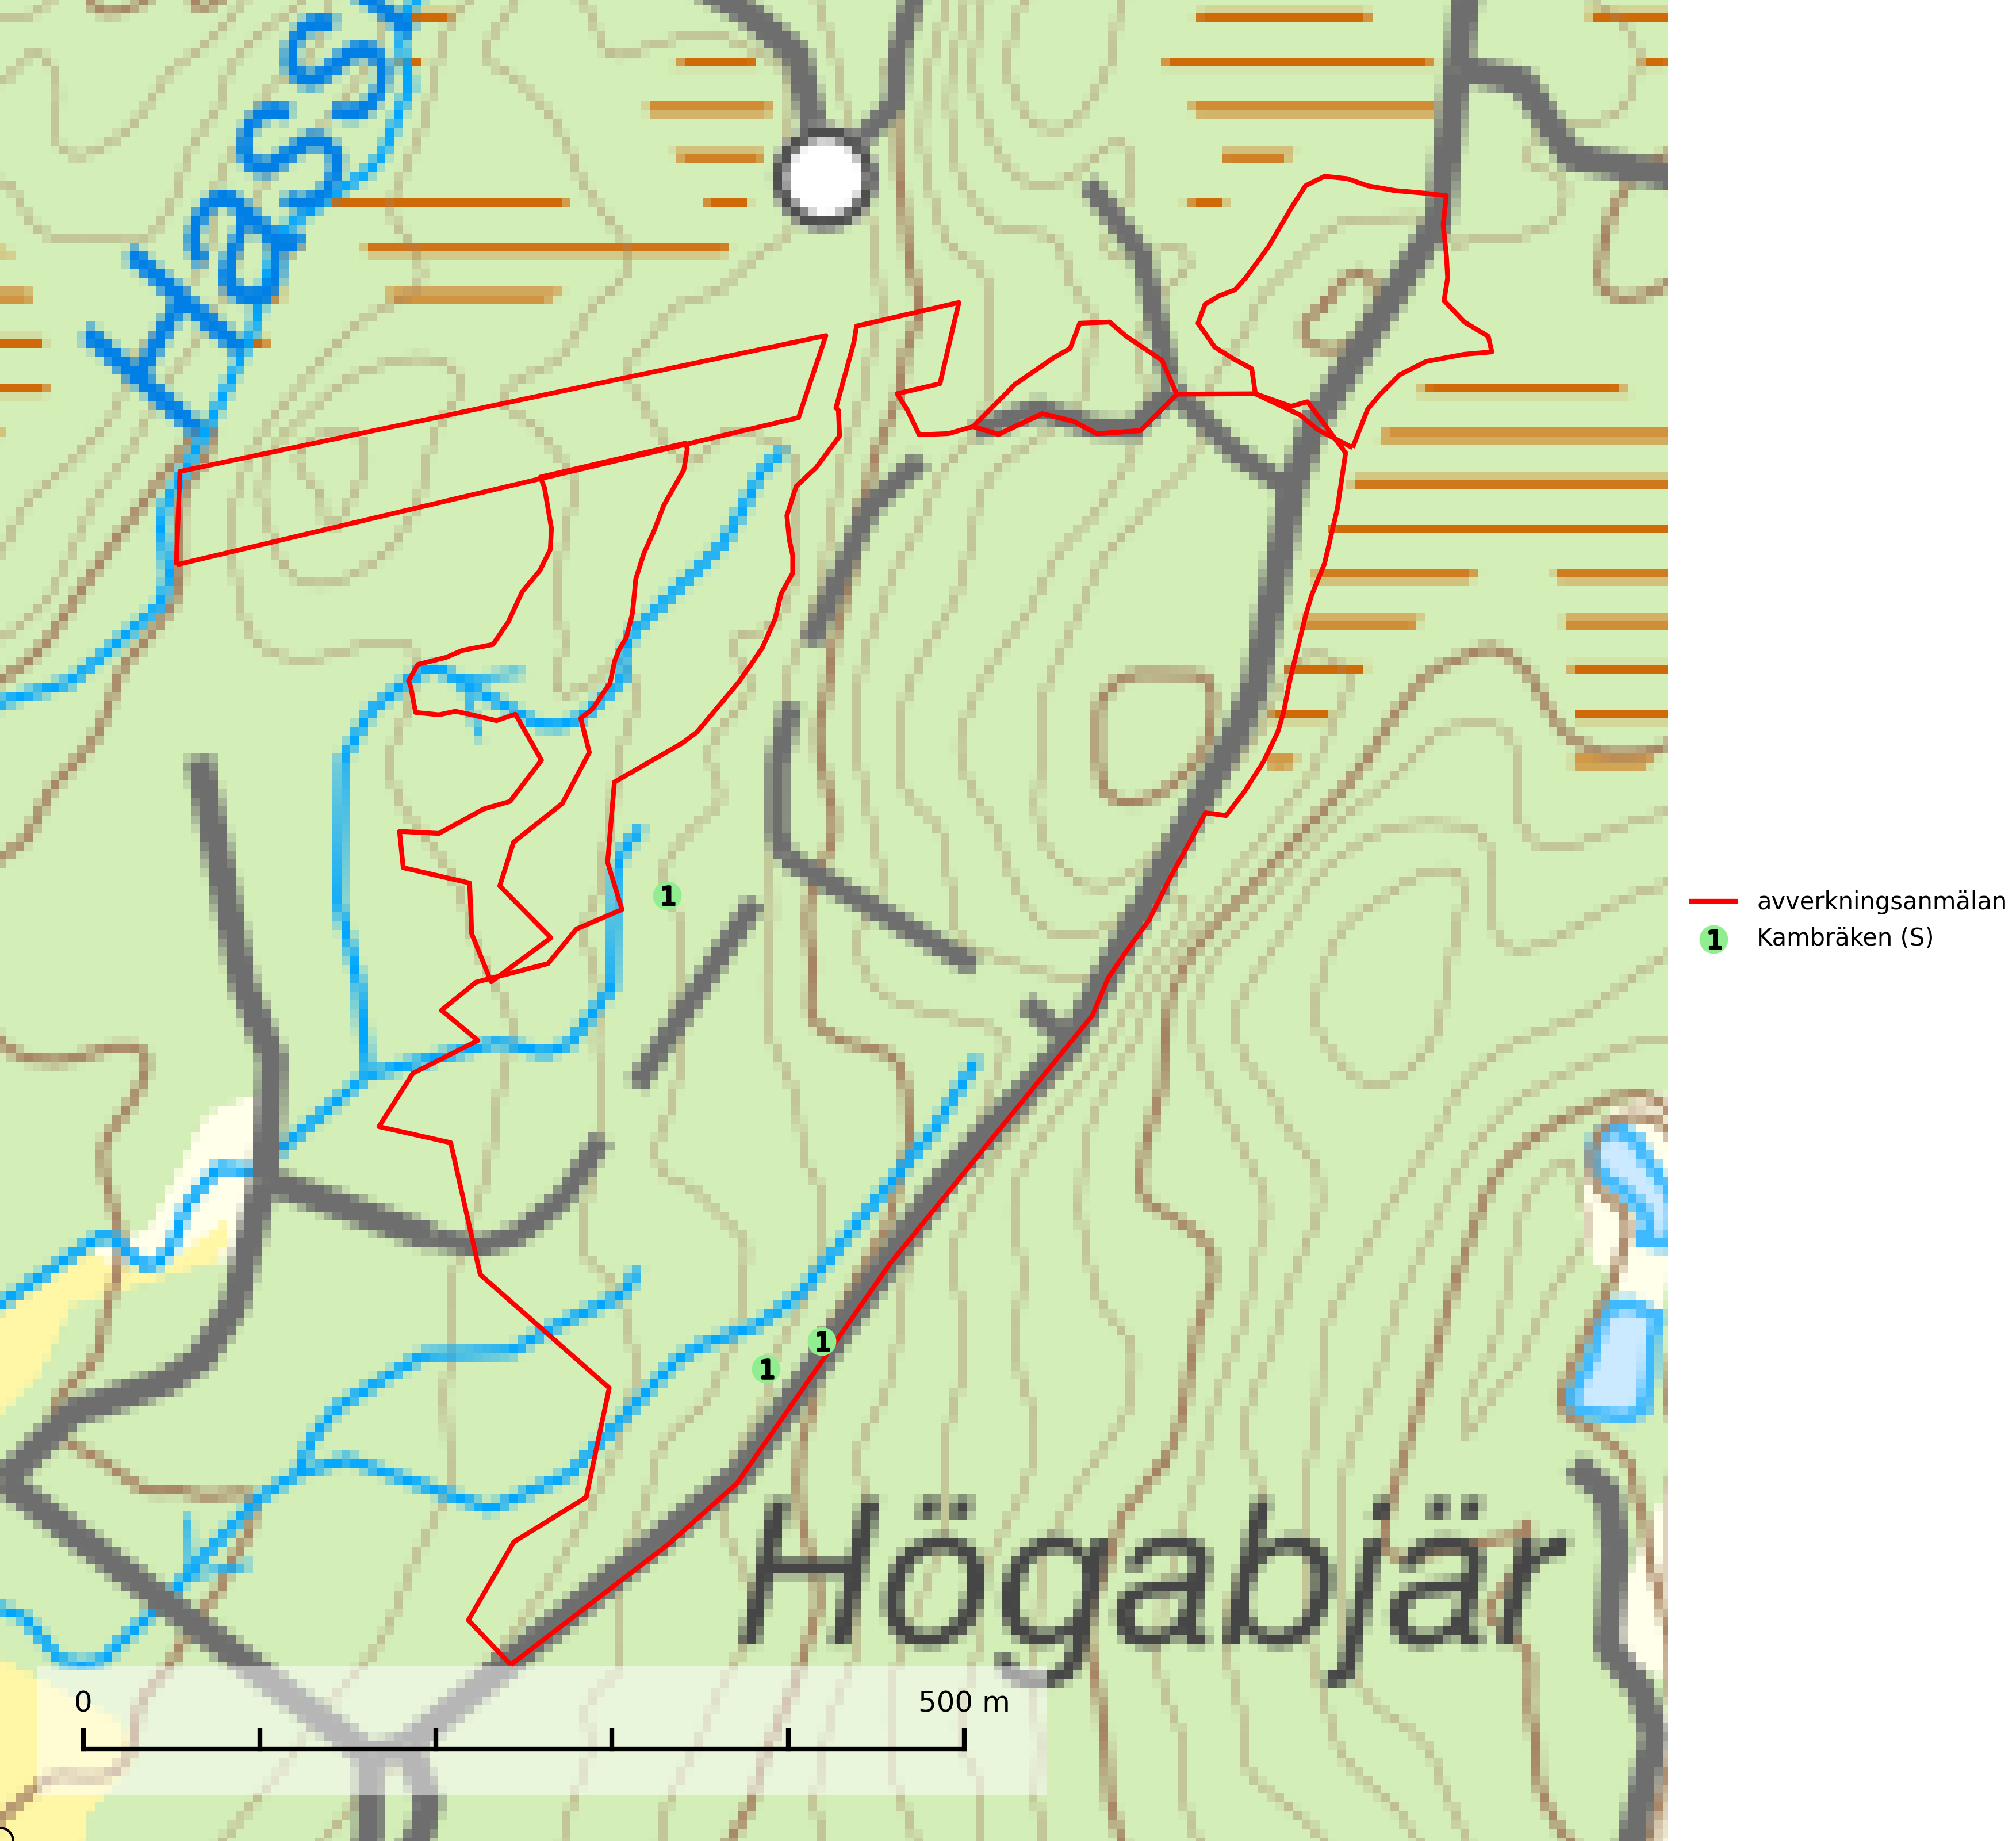 Hass
1
avverkningsanmälan
1 Kambräken (S)
1
1
Högabjär
0 500 m